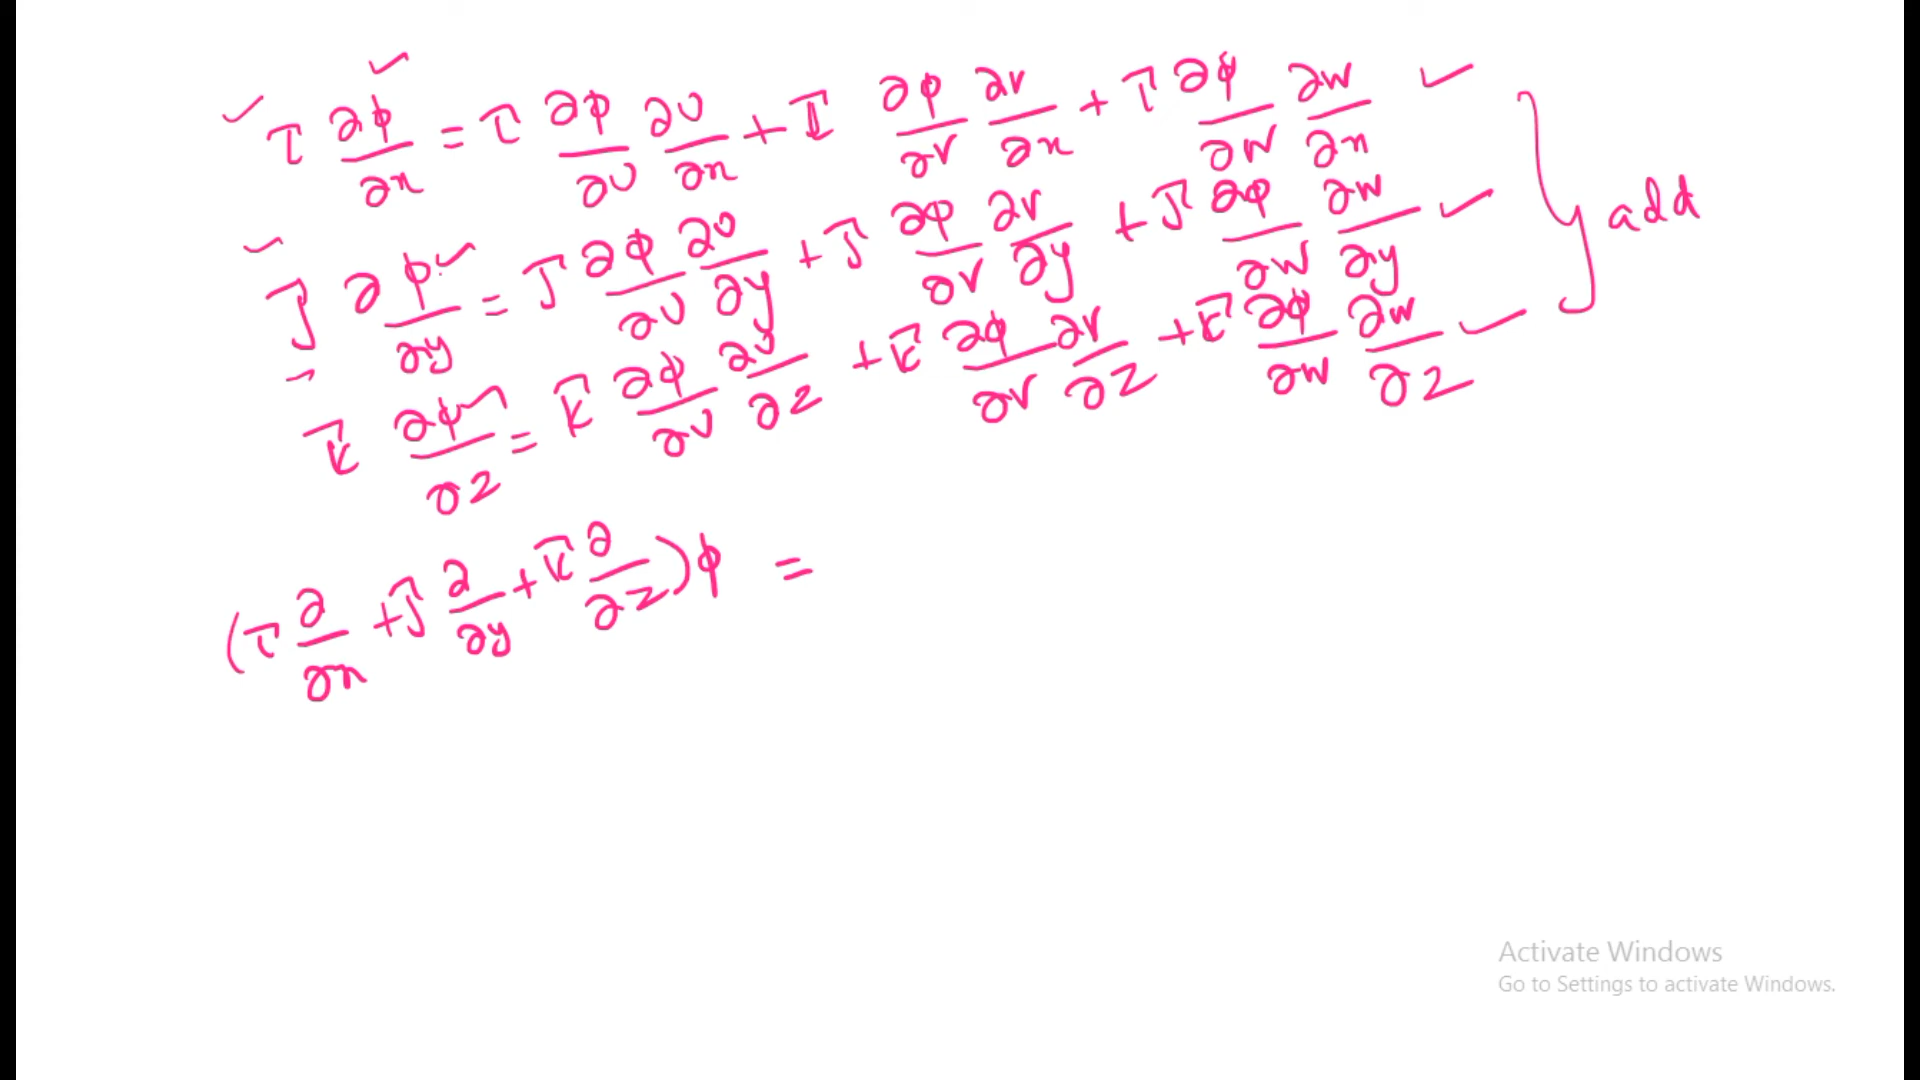 i ∂φ/∂x = i ∂φ/∂u ∂u/∂x + i ∂φ/∂v ∂v/∂x + i ∂φ/∂w ∂w/∂x
j ∂φ/∂y = j ∂φ/∂u ∂u/∂y + j ∂φ/∂v ∂v/∂y + j ∂φ/∂w ∂w/∂y
add
k ∂φ/∂z = k ∂φ/∂u ∂u/∂z + k ∂φ/∂v ∂v/∂z + k ∂φ/∂w ∂w/∂z
(i ∂/∂x + j ∂/∂y + k ∂/∂z)φ =
Activate Windows
Go to Settings to activate Windows.